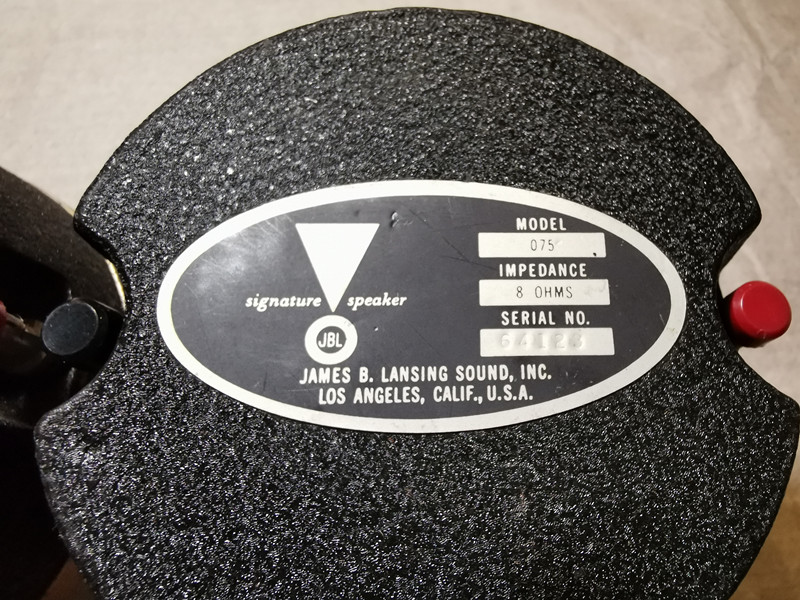 signature speaker
JBL
JAMES B. LANSING SOUND, INC.
LOS ANGELES, CALIF., U.S.A.
MODEL
075
IMPEDANCE
8 OHMS
SERIAL NO.